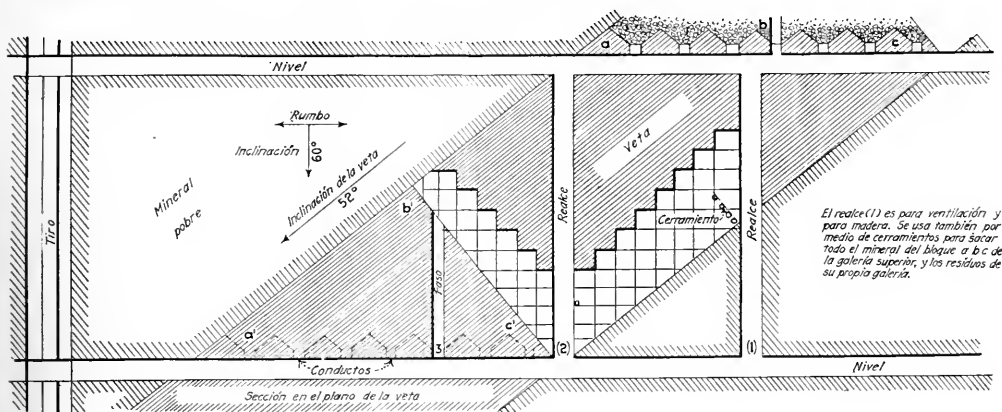 a
b
c
Nivel
Rumbo
Inclinación
60°
Inclinación de la veta
52°
Mineral
pobre
Tiro
Veta
Realce
Realce
Cerramiento
El realce(1) es para ventilación y
para madera. Se usa también por
medio de cerramientos para sacar
todo el mineral del bloque a b c de
la galería superior, y los residuos de
su propia galería.
b'
Paso
a'
c'
3
(2)
(1)
Conductos
Nivel
Sección en el plano de la veta